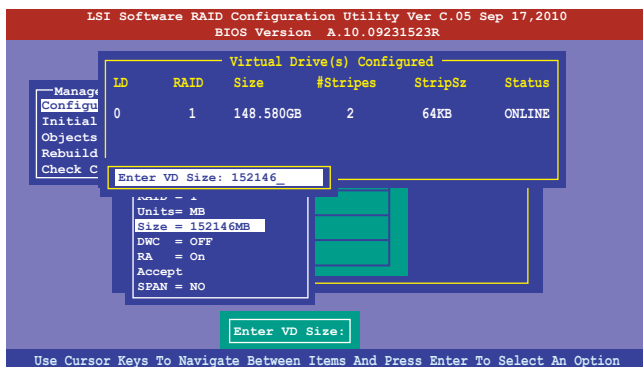 LSI Software RAID Configuration Utility Ver C.05 Sep 17,2010
BIOS Version A.10.09231523R
Virtual Drive(s) Configured
LD RAID Size #Stripes StripSz Status
0 1 148.580GB 2 64KB ONLINE
Manage
Configu
Initial
Objects
Rebuild
Check C
Enter VD Size: 152146_
RAID = 1
Units= MB
Size = 152146MB
DWC = OFF
RA = On
Accept
SPAN = NO
Enter VD Size:
Use Cursor Keys To Navigate Between Items And Press Enter To Select An Option